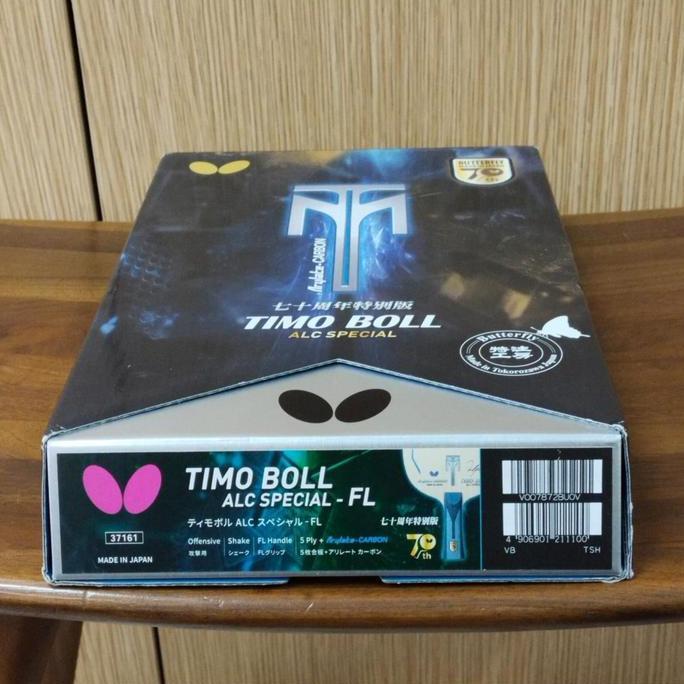 BUTTERFLY
70
th
Arylate-CARBON
七十周年特別版
TIMO BOLL
ALC SPECIAL
Butterfly
Made in Tokorozawa Japan
TIMO BOLL
ALC SPECIAL - FL
ティモボル ALC スペシャル - FL
37161
Offensive Shake FL Handle 5 Ply + Arylate-CARBON
攻撃用 シェーク FLグリップ 5枚合板+アリレート カーボン
MADE IN JAPAN
七十周年特別版
70th
VO07872BU0V
4 906901 211100
VB TSH